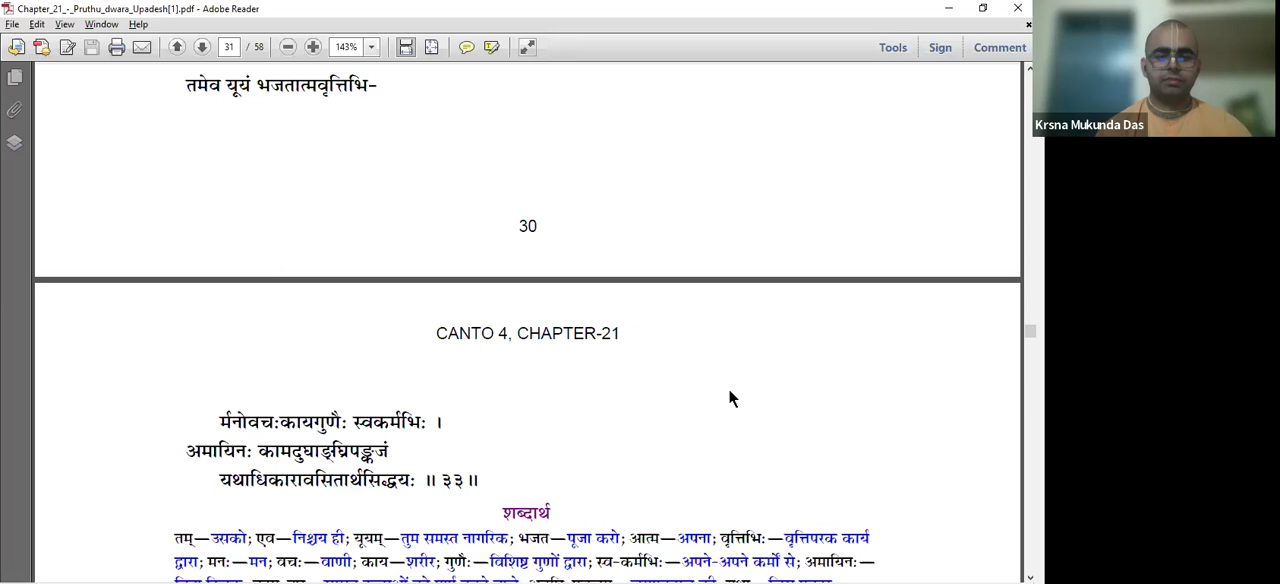 Chapter_21_-_Pruthu_dwara_Upadesh[1].pdf - Adobe Reader
File Edit View Window Help
31 / 58 143% Tools Sign Comment
Krsna Mukunda Das
तमेव यूयं भजतात्मवृत्तिभि-
30
CANTO 4, CHAPTER-21
र्मनोवचःकायगुणैः स्वकर्मभिः ।
अमायिनः कामदुघाङ्‌घ्रिपङ्कजं
यथाधिकारावसितार्थसिद्धयः ॥ ३३॥
शब्दार्थ
तम्—उसको; एव—निश्चय ही; यूयम्—तुम समस्त नागरिक; भजत—पूजा करो; आत्म—अपना; वृत्तिभिः—वृत्तिपरक कार्य
द्वारा; मनः—मन; वचः—वाणी; काय—शरीर; गुणैः—विशिष्ट गुणों द्वारा; स्व-कर्मभिः—अपने-अपने कर्मों से; अमायिनः—